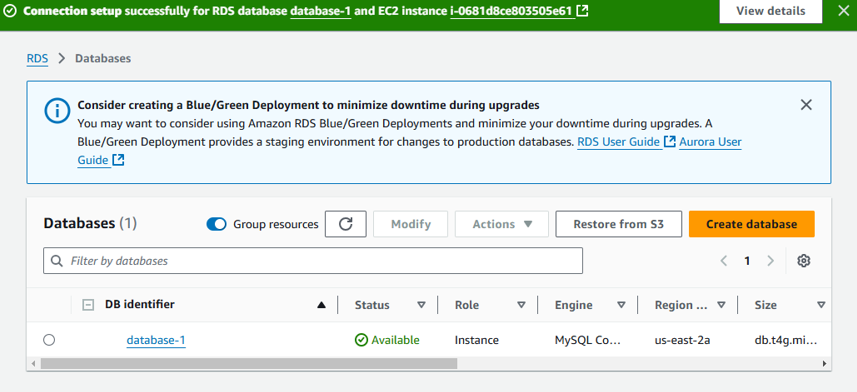 Connection setup successfully for RDS database database-1 and EC2 instance i-0681d8ce803505e61
View details
RDS > Databases
Consider creating a Blue/Green Deployment to minimize downtime during upgrades
You may want to consider using Amazon RDS Blue/Green Deployments and minimize your downtime during upgrades. A
Blue/Green Deployment provides a staging environment for changes to production databases. RDS User Guide Aurora User
Guide
Databases (1) Group resources Modify Actions Restore from S3 Create database
Filter by databases 1
DB identifier Status Role Engine Region ... Size
database-1 Available Instance MySQL Co... us-east-2a db.t4g.mi...